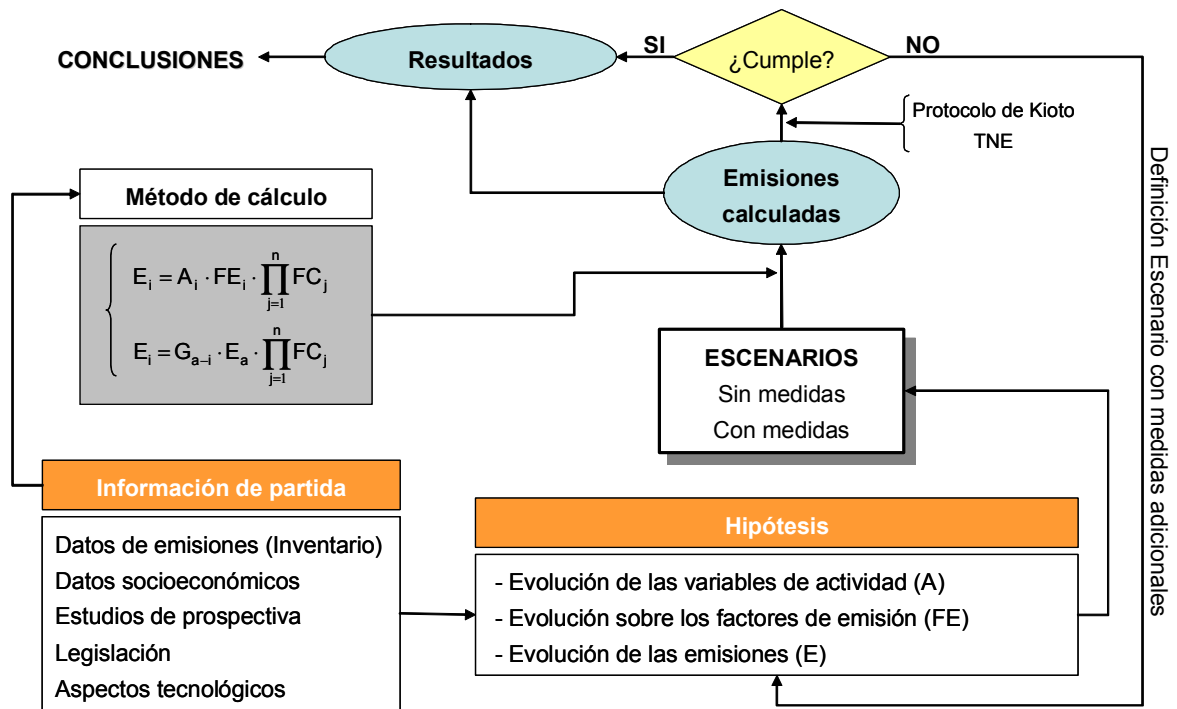 CONCLUSIONES
Resultados
SI
¿Cumple?
NO
Protocolo de Kioto
TNE
Emisiones
calculadas
Definición Escenario con medidas adicionales
Método de cálculo
E_i = A_i · FE_i · ∏_{j=1}^{n} FC_j
E_i = G_{a–i} · E_a · ∏_{j=1}^{n} FC_j
ESCENARIOS
Sin medidas
Con medidas
Información de partida
Datos de emisiones (Inventario)
Datos socioeconómicos
Estudios de prospectiva
Legislación
Aspectos tecnológicos
Hipótesis
- Evolución de las variables de actividad (A)
- Evolución sobre los factores de emisión (FE)
- Evolución de las emisiones (E)